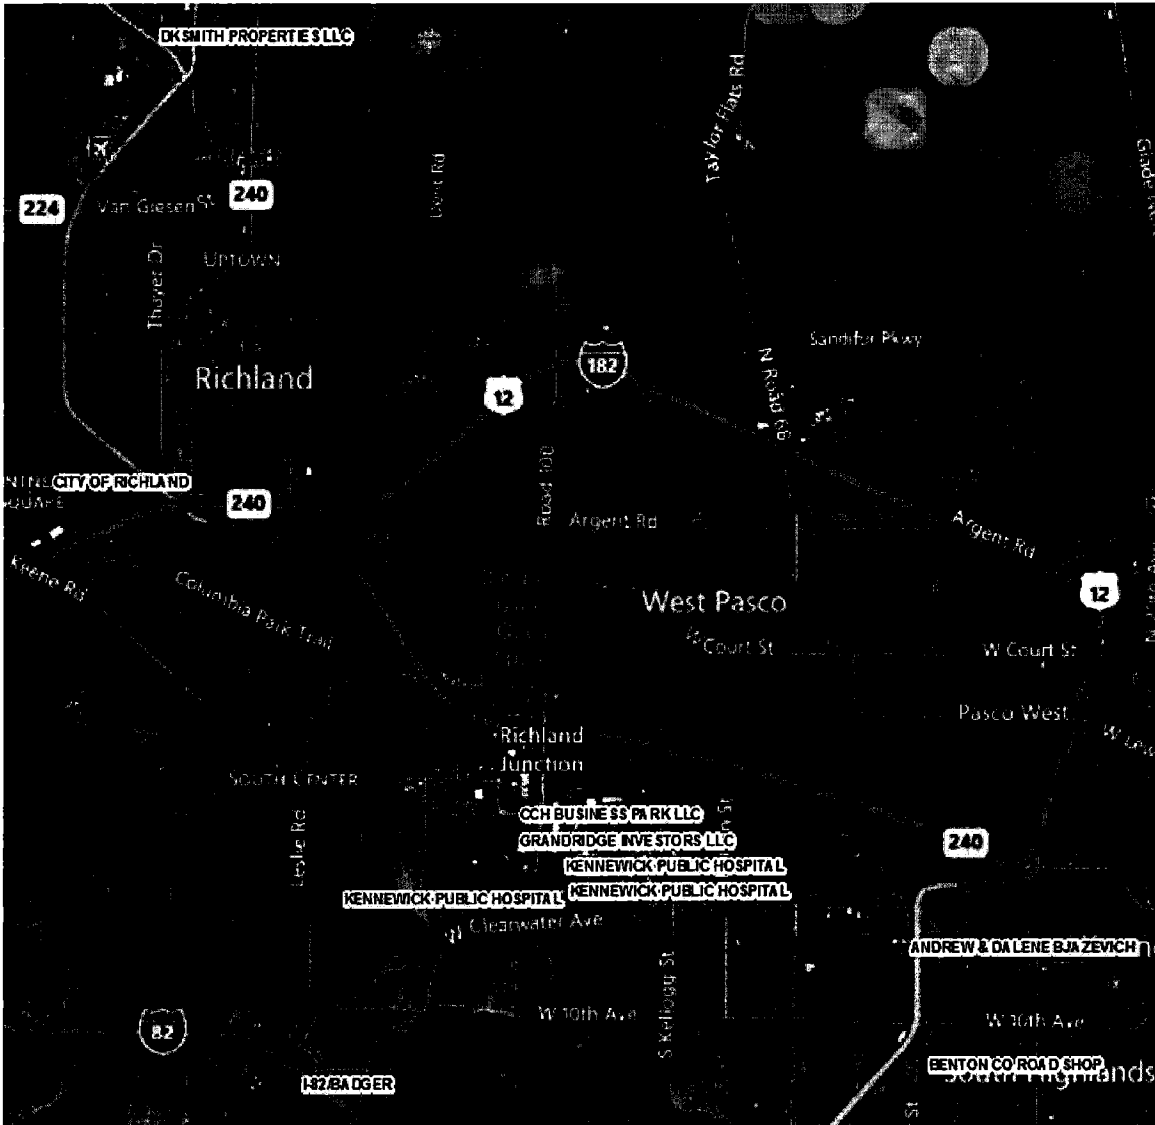 DKSMITH PROPERTIES LLC
Taylor Flats Rd
Dent Rd
240
224
Van Giesen St
UPTOWN
Thayer Dr
Sandifur Pkwy
182
N Road 68
Richland
12
CITY OF RICHLAND
240
Road 100
Argent Rd
Argent Rd
Keene Rd
Columbia Park Trail
West Pasco
12
W Court St
W Court St
Pasco West
Richland
Junction
SOUTH CENTER
CCH BUSINESS PARK LLC
Leslie Rd
GRANDRIDGE INVESTORS LLC
240
KENNEWICK PUBLIC HOSPITAL
KENNEWICK PUBLIC HOSPITAL
KENNEWICK PUBLIC HOSPITAL
Clearwater Ave
ANDREW & DALENE BJAZEVICH
S Kellogg St
W 10th Ave
82
BENTON CO ROAD SHOP
South Highlands
I-82/BADGER
St